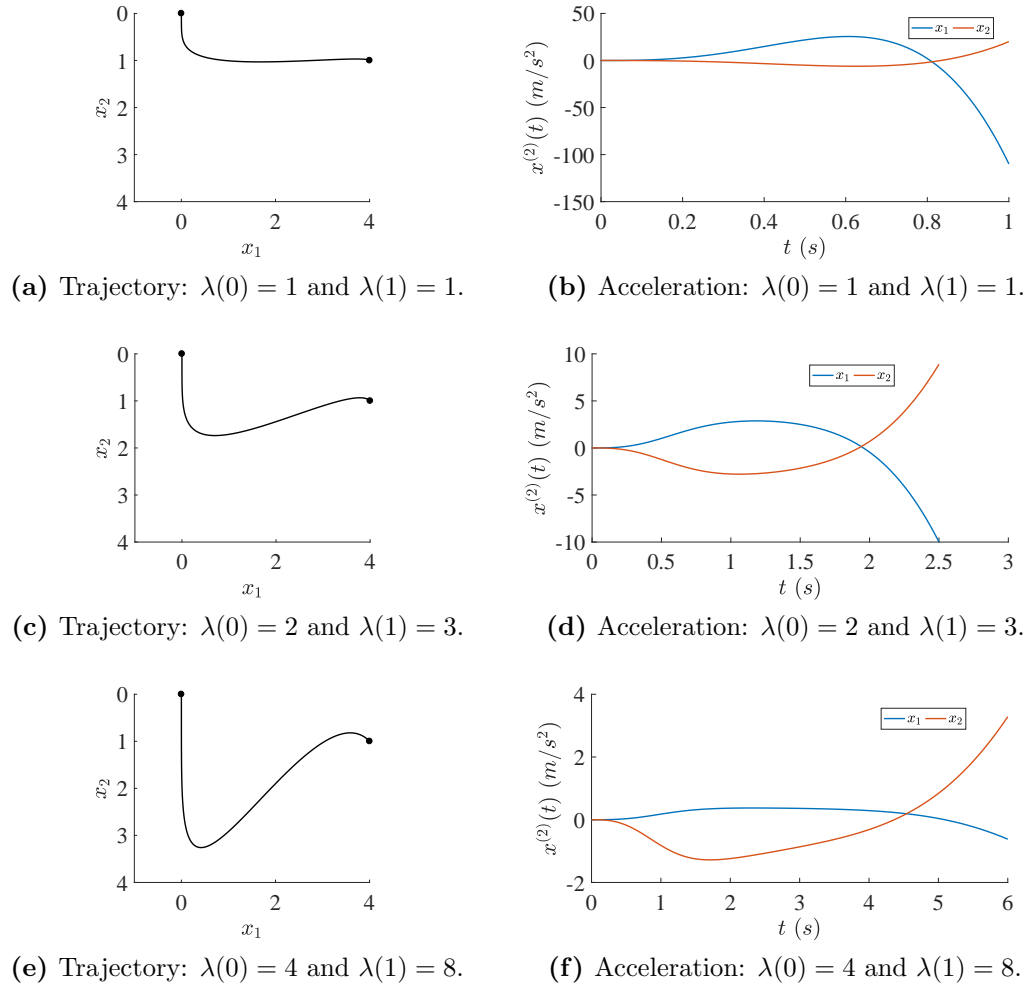 0
1
2
3
4
x₂
0 2 4
x₁
50
0
-50
-100
-150
x⁽²⁾(t) (m/s²)
x₁ x₂
0 0.2 0.4 0.6 0.8 1
t (s)
(a) Trajectory: λ(0) = 1 and λ(1) = 1.
(b) Acceleration: λ(0) = 1 and λ(1) = 1.
0
1
2
3
4
x₂
0 2 4
x₁
10
5
0
-5
-10
x⁽²⁾(t) (m/s²)
x₁ x₂
0 0.5 1 1.5 2 2.5 3
t (s)
(c) Trajectory: λ(0) = 2 and λ(1) = 3.
(d) Acceleration: λ(0) = 2 and λ(1) = 3.
0
1
2
3
4
x₂
0 2 4
x₁
4
2
0
-2
x⁽²⁾(t) (m/s²)
x₁ x₂
0 1 2 3 4 5 6
t (s)
(e) Trajectory: λ(0) = 4 and λ(1) = 8.
(f) Acceleration: λ(0) = 4 and λ(1) = 8.